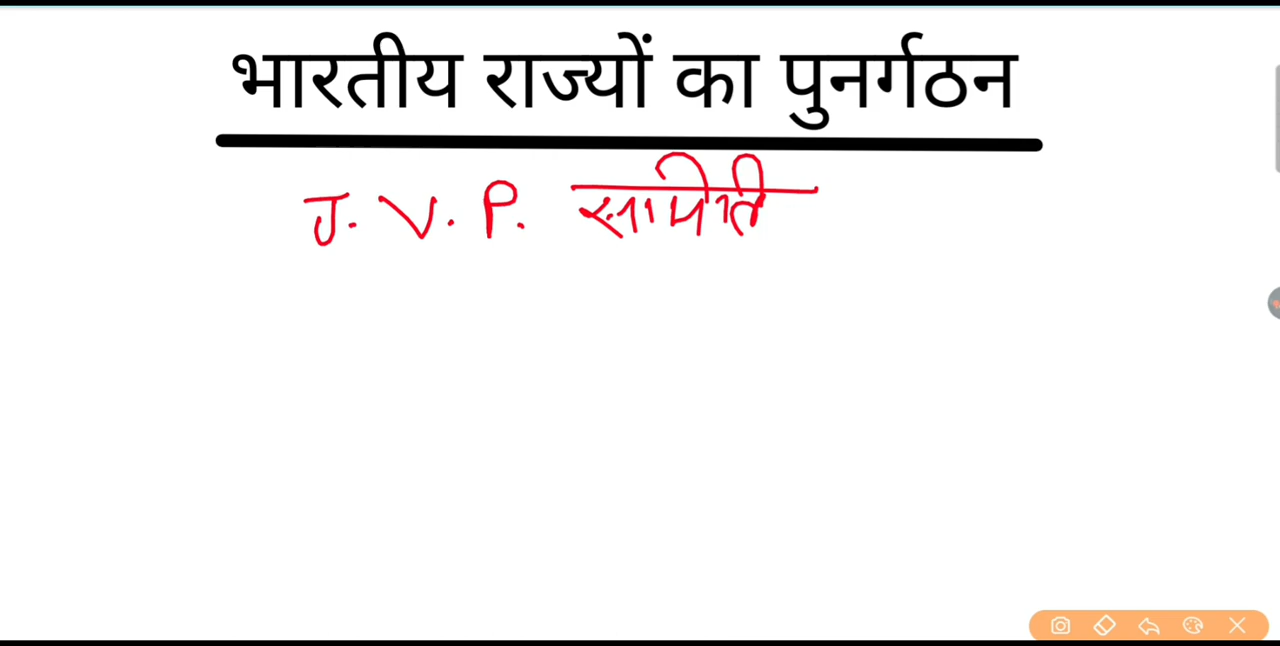 भारतीय राज्यों का पुनर्गठन
J. V. P. समिति